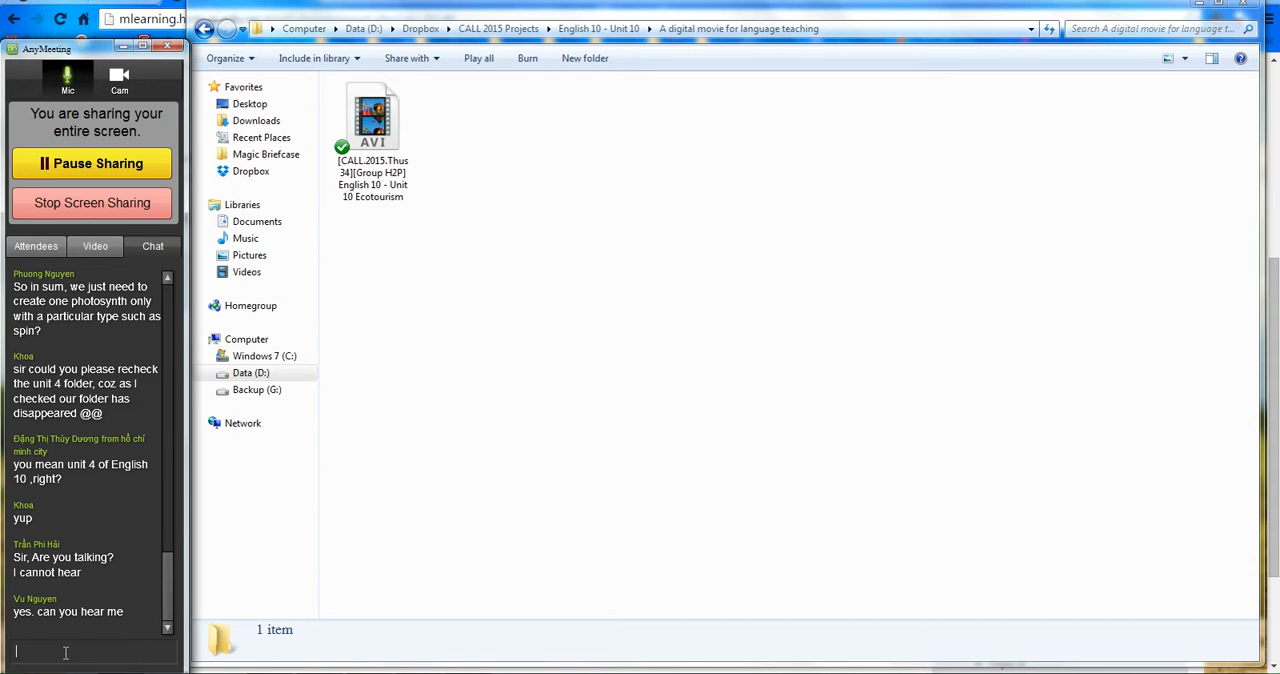 mlearning.h
AnyMeeting
Mic
Cam
You are sharing your
entire screen.
Pause Sharing
Stop Screen Sharing
Attendees
Video
Chat
Phuong Nguyen
So in sum, we just need to
create one photosynth only
with a particular type such as
spin?
Khoa
sir could you please recheck
the unit 4 folder, coz as I
checked our folder has
disappeared @@
Đặng Thị Thùy Dương from hồ chí
minh city
you mean unit 4 of English
10 ,right?
Khoa
yup
Trần Phi Hải
Sir, Are you talking?
I cannot hear
Vu Nguyen
yes. can you hear me
Computer
Data (D:)
Dropbox
CALL 2015 Projects
English 10 - Unit 10
A digital movie for language teaching
Search A digital movie for language t...
Organize
Include in library
Share with
Play all
Burn
New folder
Favorites
Desktop
Downloads
Recent Places
Magic Briefcase
Dropbox
Libraries
Documents
Music
Pictures
Videos
Homegroup
Computer
Windows 7 (C:)
Data (D:)
Backup (G:)
Network
AVI
[CALL.2015.Thus
34][Group H2P]
English 10 - Unit
10 Ecotourism
1 item